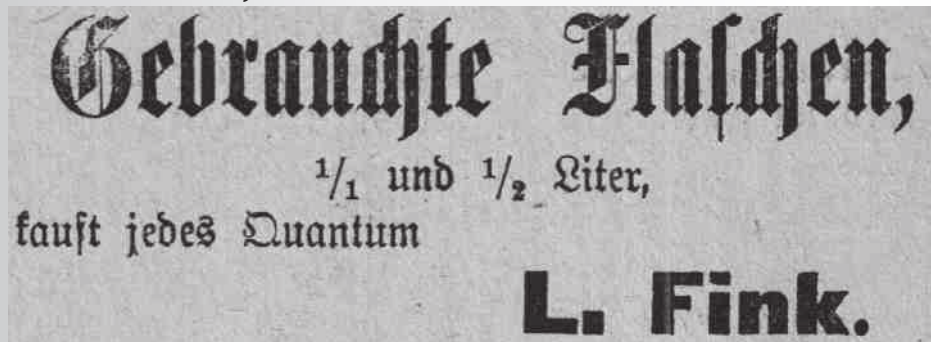 Gebrauchte Flaschen,
1/1 und 1/2 Liter,
kauft jedes Quantum
L. Fink.